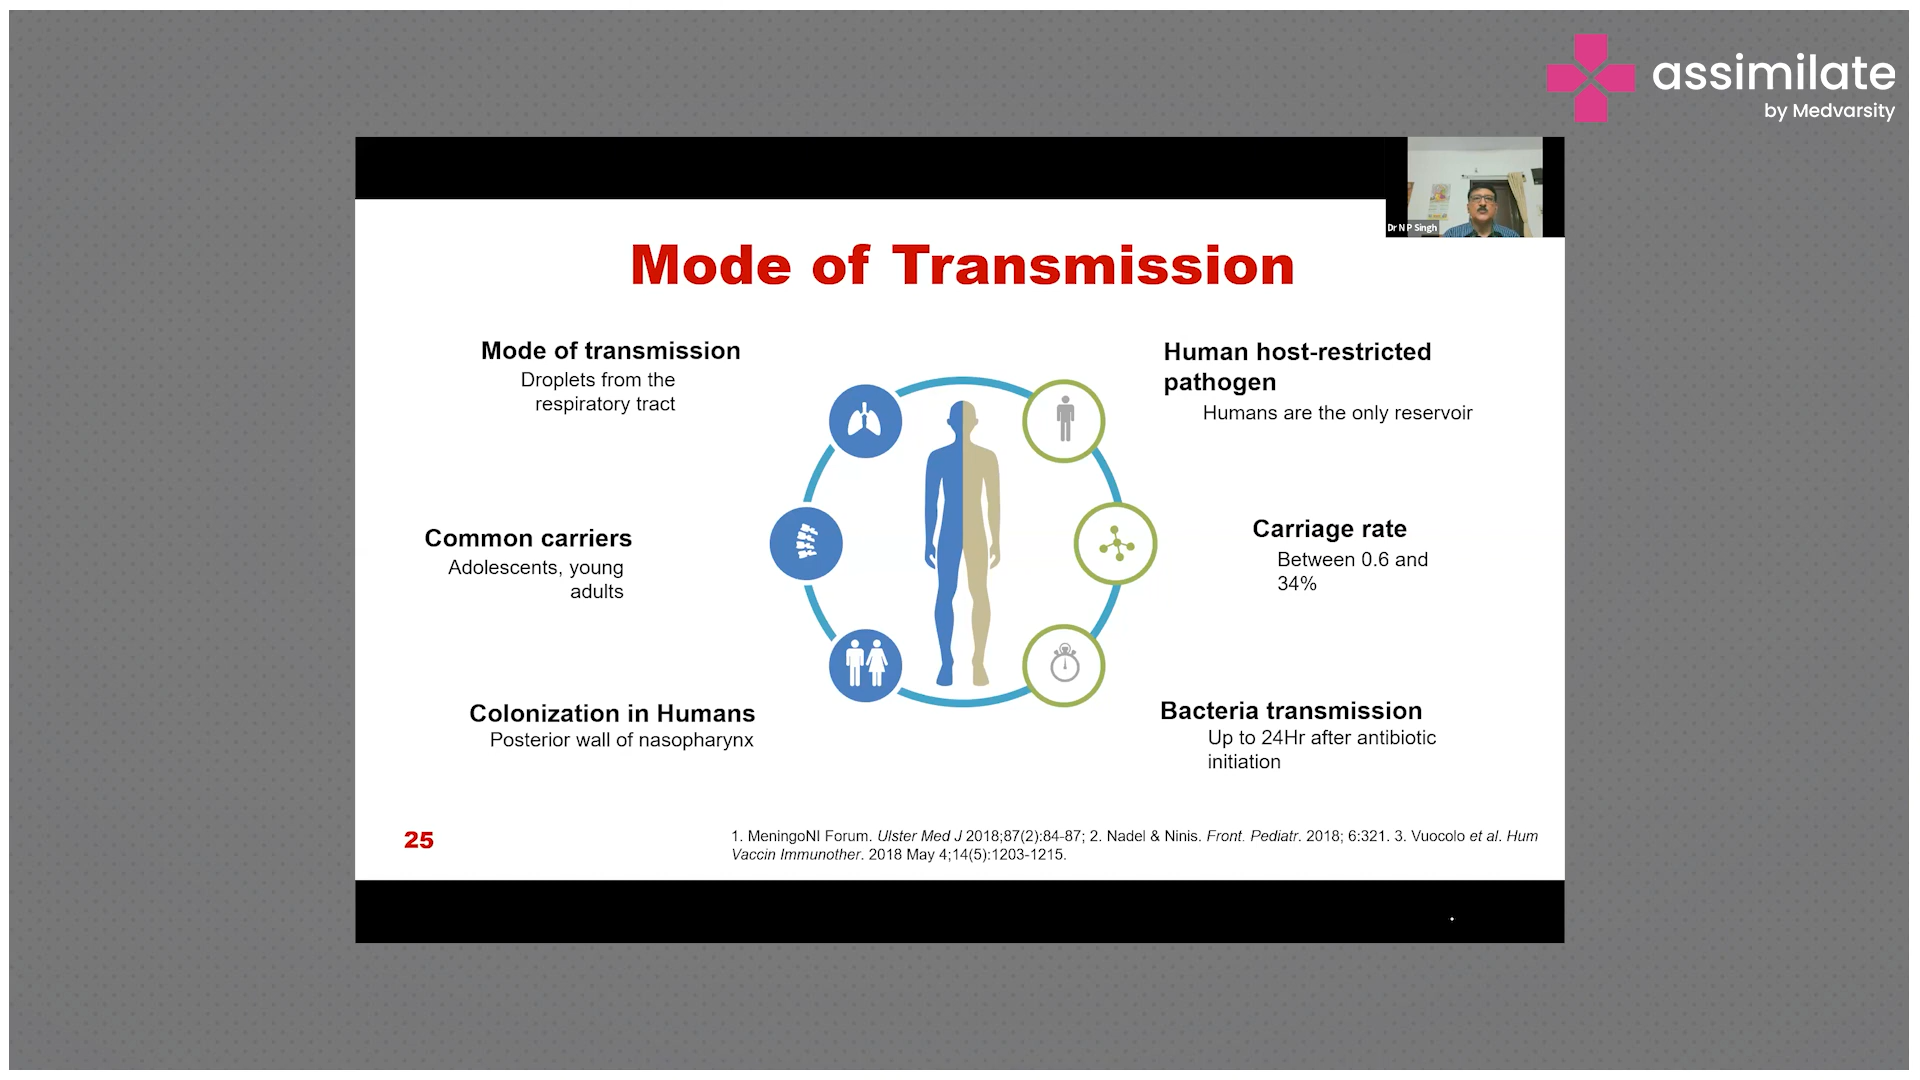 assimilate
by Medvarsity
Dr N P Singh
Mode of Transmission
Mode of transmission
Droplets from the
respiratory tract
Common carriers
Adolescents, young
adults
Colonization in Humans
Posterior wall of nasopharynx
Human host-restricted
pathogen
Humans are the only reservoir
Carriage rate
Between 0.6 and
34%
Bacteria transmission
Up to 24Hr after antibiotic
initiation
25
1. MeningoNI Forum. Ulster Med J 2018;87(2):84-87; 2. Nadel & Ninis. Front. Pediatr. 2018; 6:321. 3. Vuocolo et al. Hum
Vaccin Immunother. 2018 May 4;14(5):1203-1215.